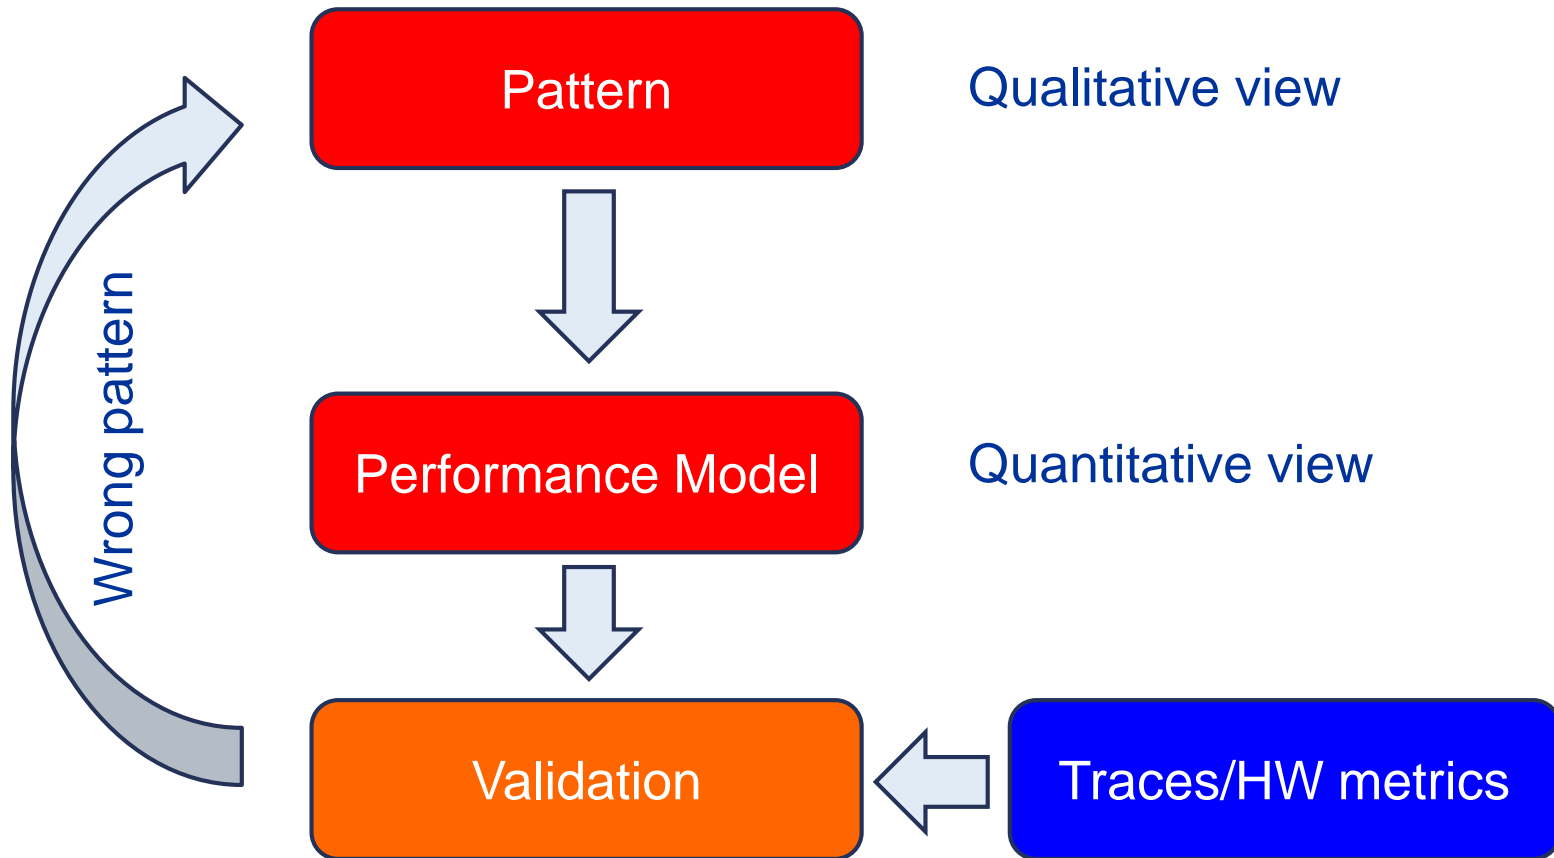 Pattern
Qualitative view
Wrong pattern
Performance Model
Quantitative view
Validation
Traces/HW metrics